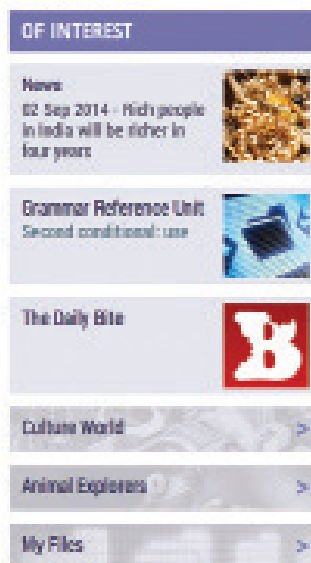 OF INTEREST
News
02 Sep 2014 - Rich people
in India will be richer in
four years
Grammar Reference Unit
Second conditional: use
The Daily Bite
B
Culture World
>
Animal Explorers
>
My Files
>